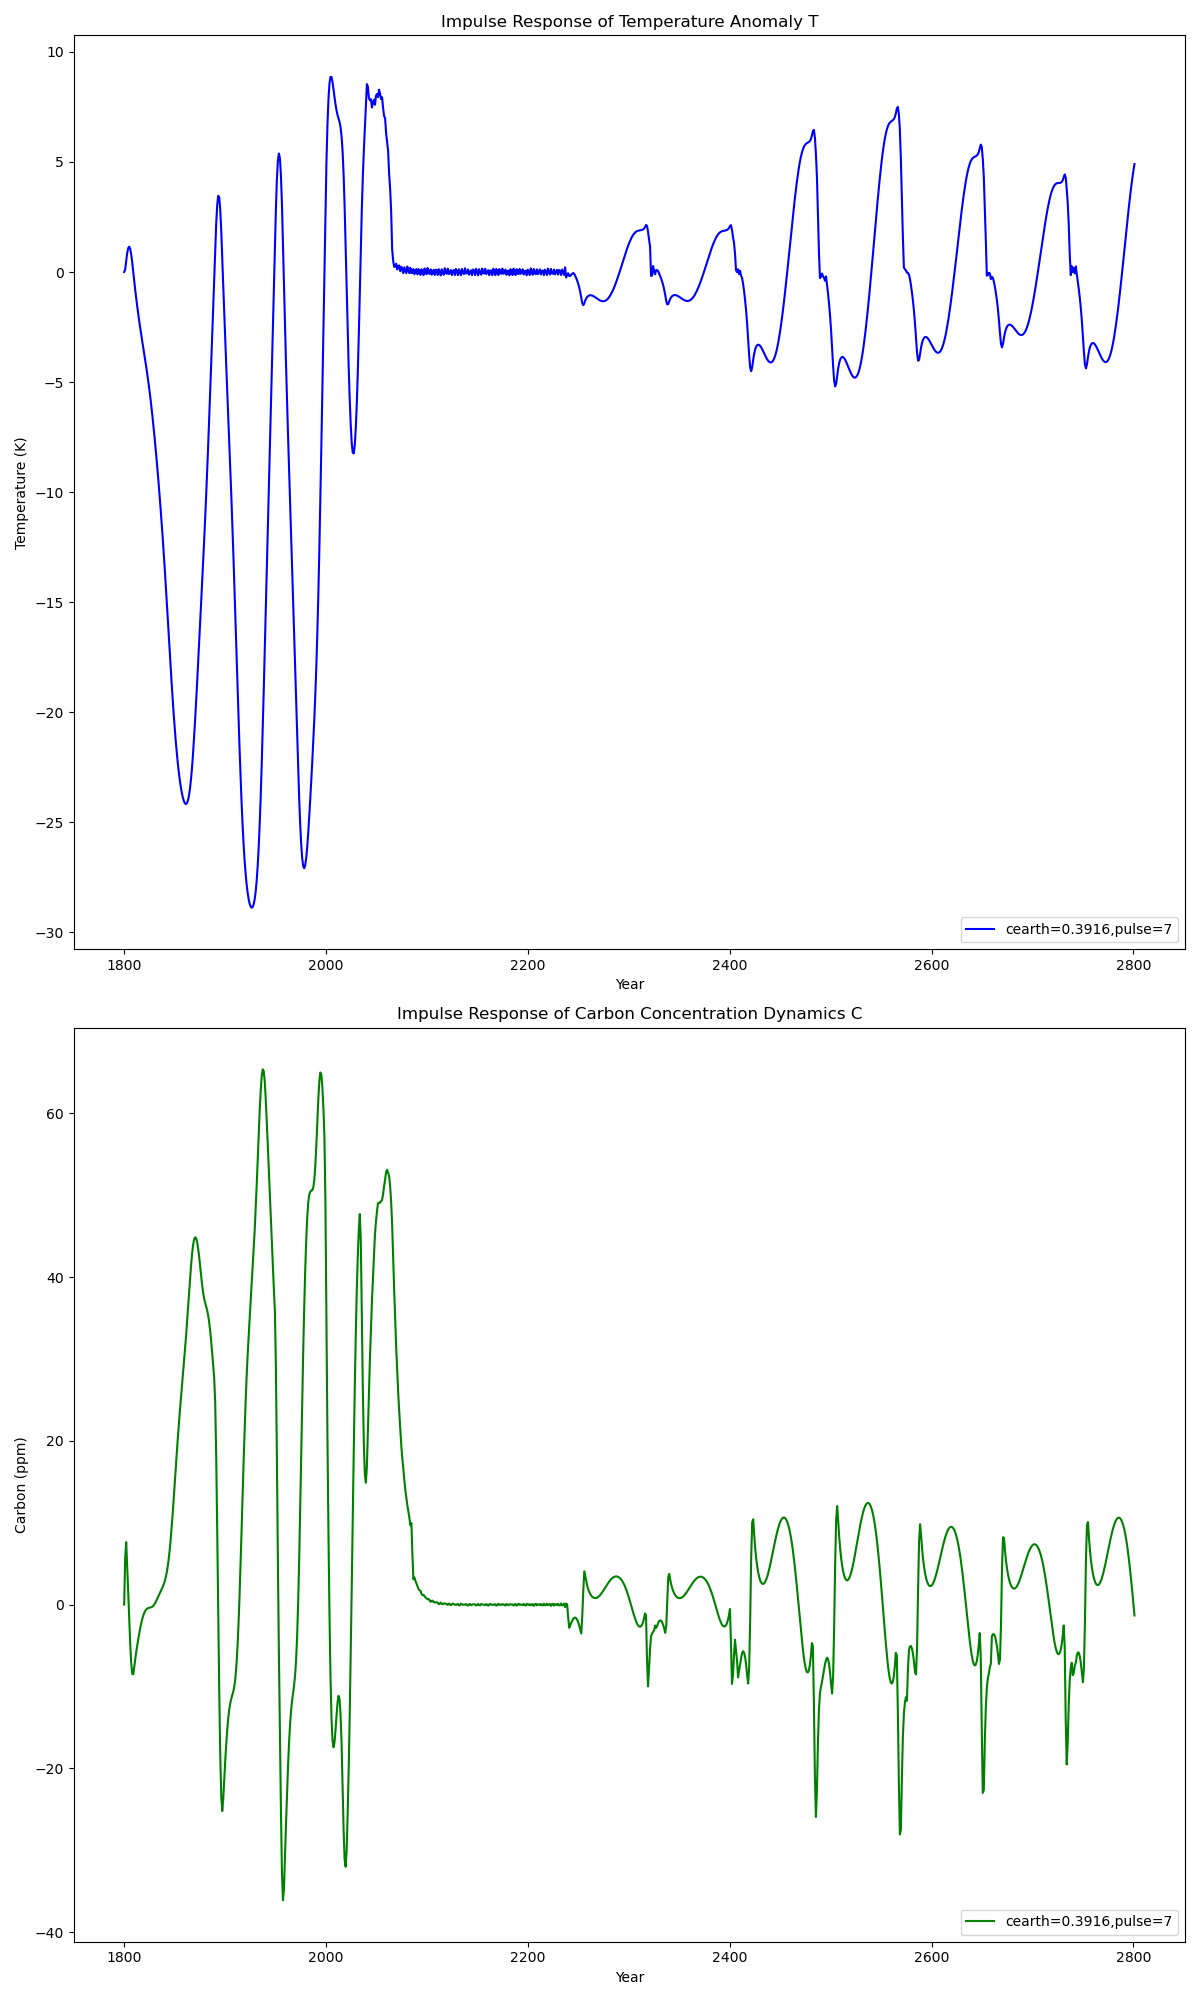 Impulse Response of Temperature Anomaly T
10
5
0
−5
−10
−15
−20
−25
−30
Temperature (K)
cearth=0.3916,pulse=7
1800 2000 2200 2400 2600 2800
Year
Impulse Response of Carbon Concentration Dynamics C
60
40
20
0
−20
−40
Carbon (ppm)
cearth=0.3916,pulse=7
1800 2000 2200 2400 2600 2800
Year